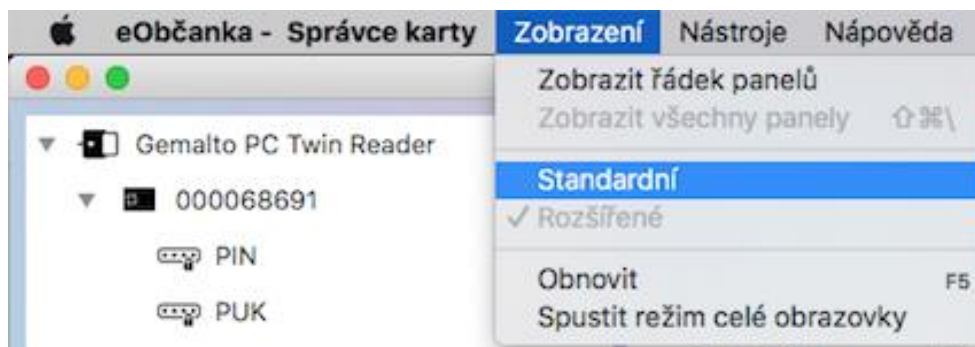 eObčanka - Správce karty Zobrazení Nástroje Nápověda
Zobrazit řádek panelů
Zobrazit všechny panely ⇧⌘\
Gemalto PC Twin Reader
Standardní
000068691
Rozšířené
PIN
Obnovit F5
PUK
Spustit režim celé obrazovky